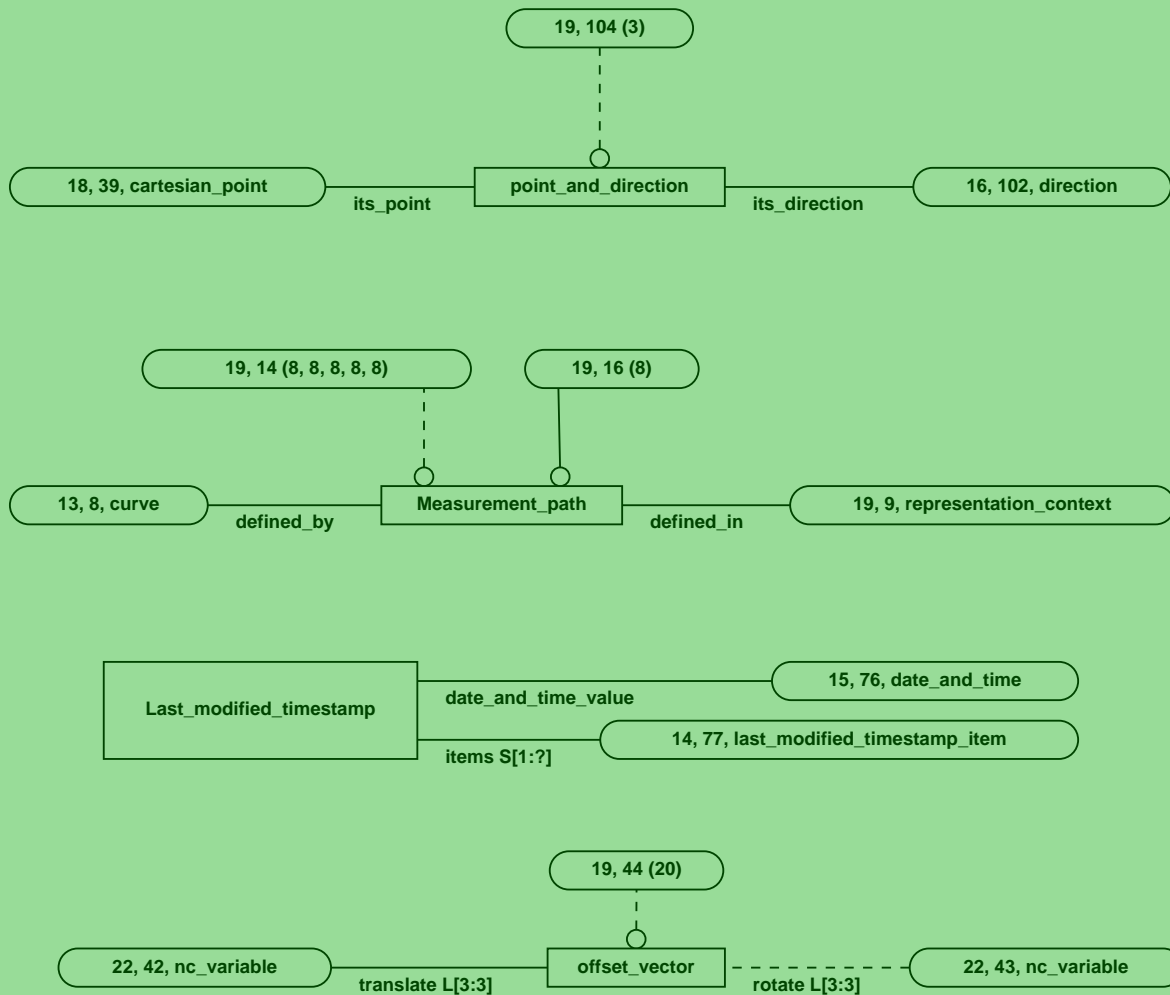 19, 104 (3)
18, 39, cartesian_point
its_point
point_and_direction
its_direction
16, 102, direction
19, 14 (8, 8, 8, 8, 8)
19, 16 (8)
13, 8, curve
defined_by
Measurement_path
defined_in
19, 9, representation_context
Last_modified_timestamp
date_and_time_value
15, 76, date_and_time
items S[1:?]
14, 77, last_modified_timestamp_item
19, 44 (20)
22, 42, nc_variable
translate L[3:3]
offset_vector
rotate L[3:3]
22, 43, nc_variable